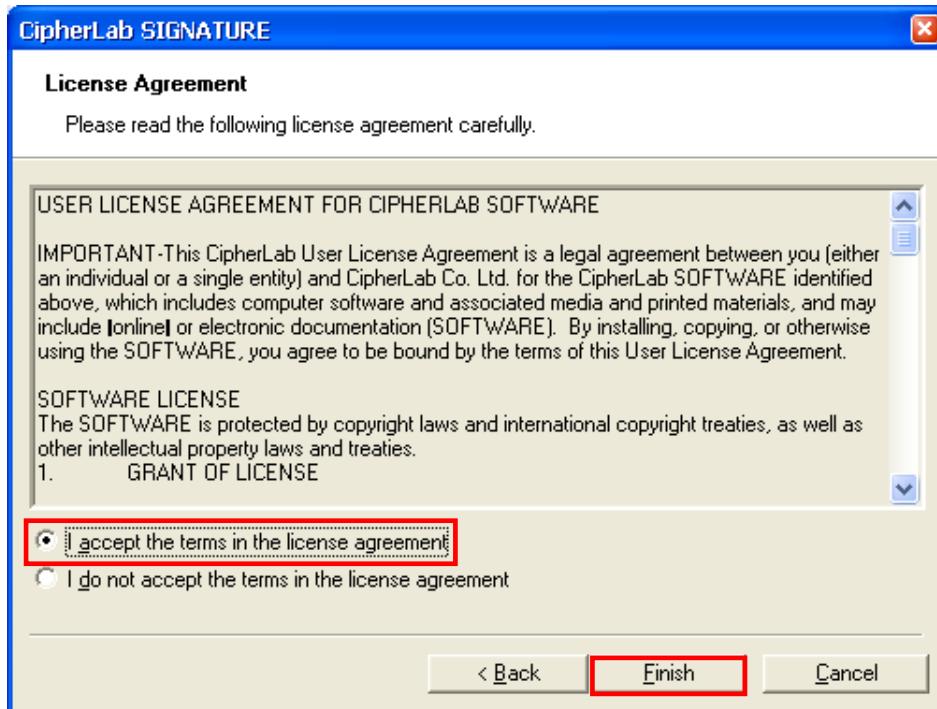 CipherLab SIGNATURE
License Agreement
Please read the following license agreement carefully.
USER LICENSE AGREEMENT FOR CIPHERLAB SOFTWARE
IMPORTANT-This CipherLab User License Agreement is a legal agreement between you (either
an individual or a single entity) and CipherLab Co. Ltd. for the CipherLab SOFTWARE identified
above, which includes computer software and associated media and printed materials, and may
include |online| or electronic documentation (SOFTWARE).  By installing, copying, or otherwise
using the SOFTWARE, you agree to be bound by the terms of this User License Agreement.
SOFTWARE LICENSE
The SOFTWARE is protected by copyright laws and international copyright treaties, as well as
other intellectual property laws and treaties.
1. GRANT OF LICENSE
I accept the terms in the license agreement
I do not accept the terms in the license agreement
< Back Finish Cancel